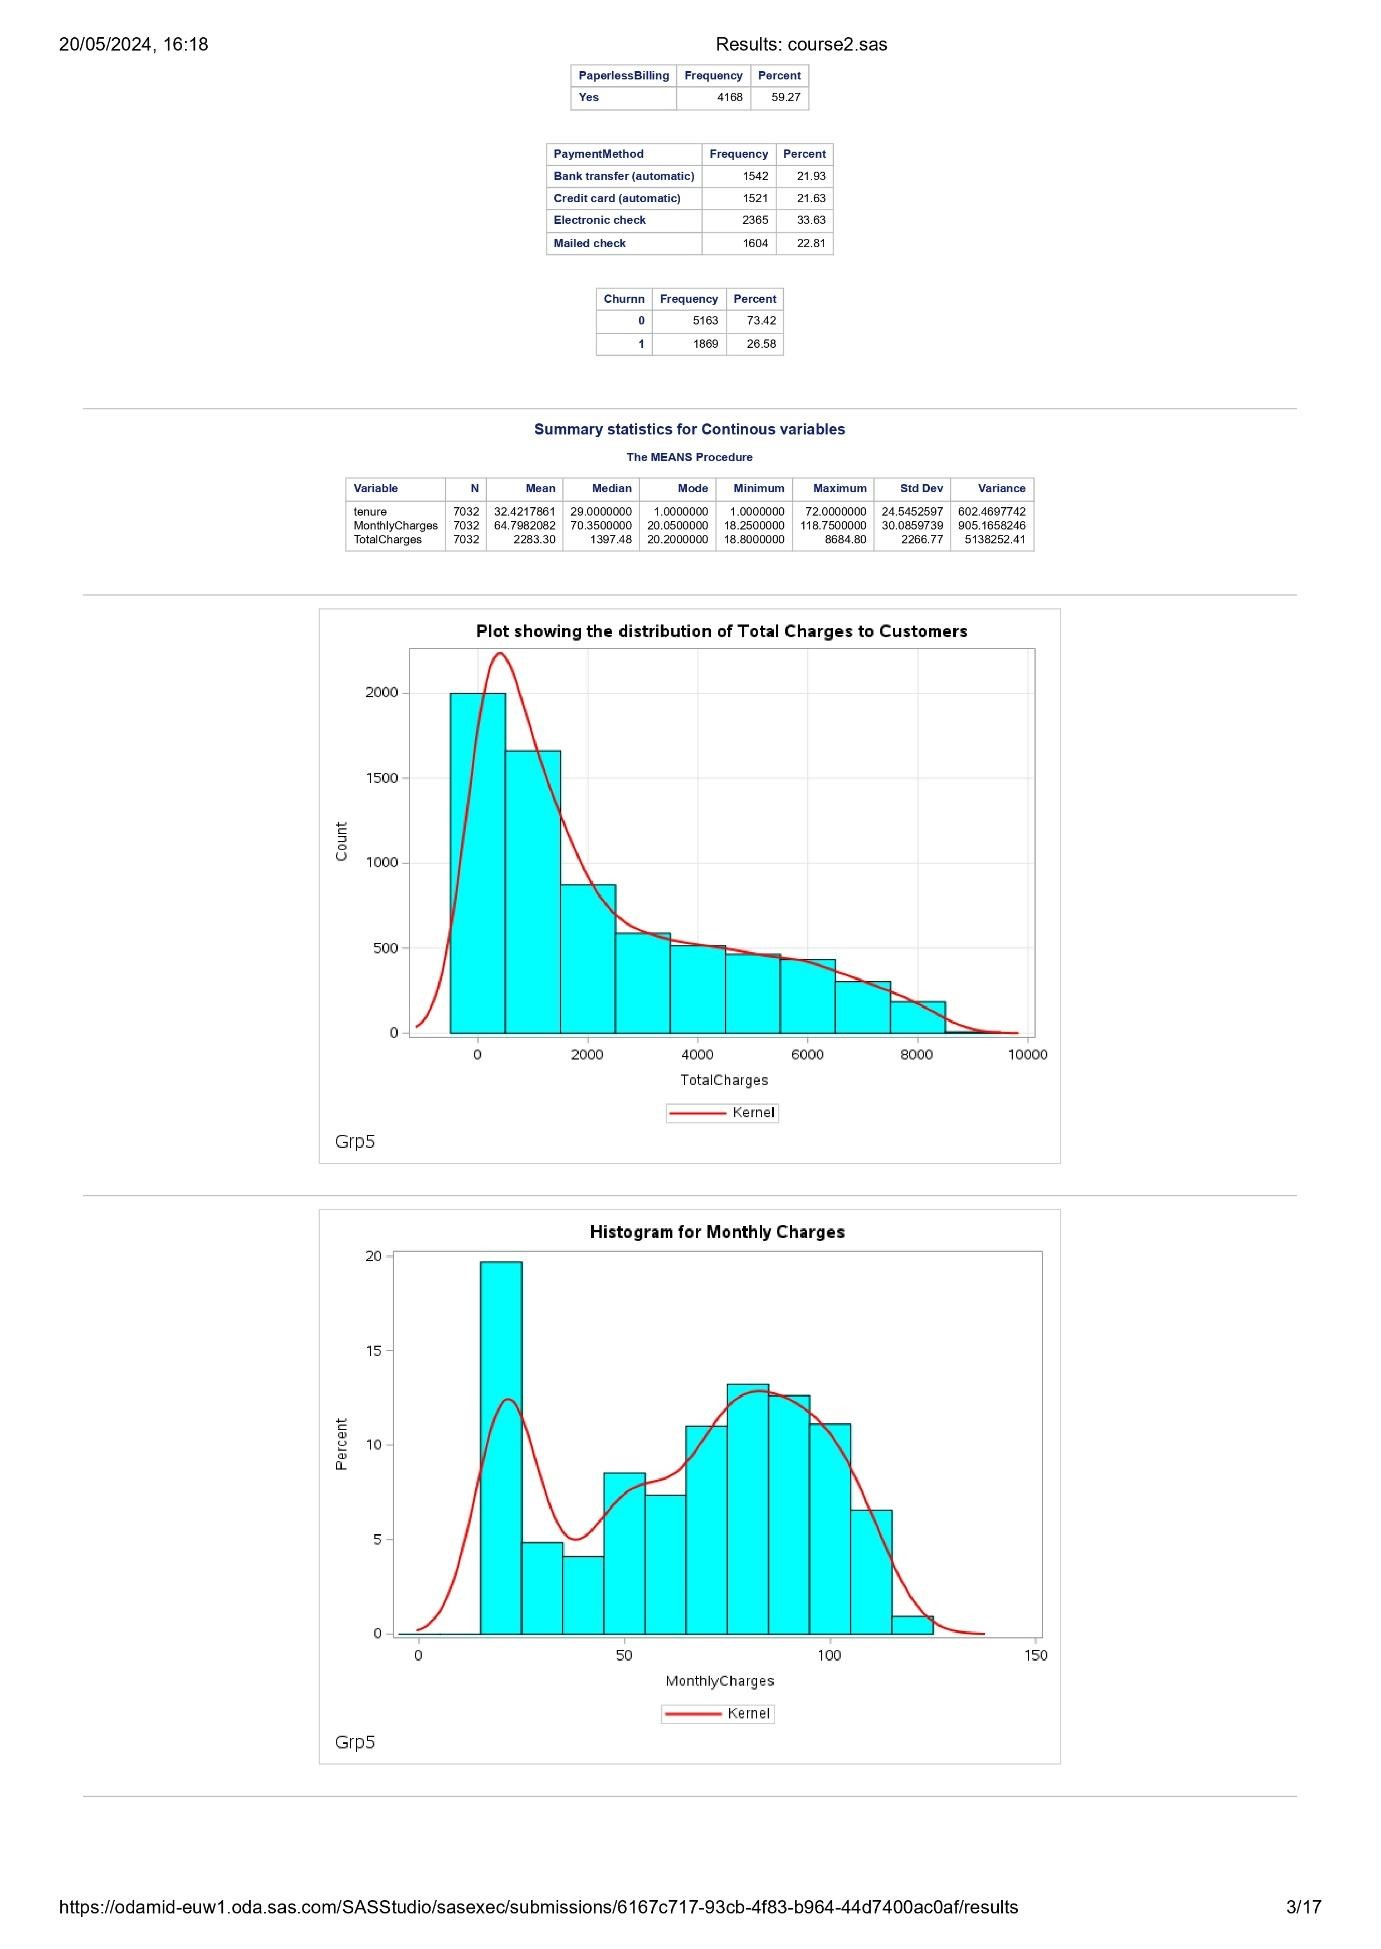 20/05/2024, 16:18 Results: course2.sas
PaperlessBilling Frequency Percent
Yes 4168 59.27
PaymentMethod Frequency Percent
Bank transfer (automatic) 1542 21.93
Credit card (automatic) 1521 21.63
Electronic check 2365 33.63
Mailed check 1604 22.81
Churnn Frequency Percent
0 5163 73.42
1 1869 26.58
Summary statistics for Continous variables
The MEANS Procedure
Variable N Mean Median Mode Minimum Maximum Std Dev Variance
tenure 7032 32.4217861 29.0000000 1.0000000 1.0000000 72.0000000 24.5452597 602.4697742
MonthlyCharges 7032 64.7982082 70.3500000 20.0500000 18.2500000 118.7500000 30.0859739 905.1658246
TotalCharges 7032 2283.30 1397.48 20.2000000 18.8000000 8684.80 2266.77 5138252.41
Plot showing the distribution of Total Charges to Customers
2000
1500
Count
1000
500
0
0 2000 4000 6000 8000 10000
TotalCharges
Kernel
Grp5
Histogram for Monthly Charges
20
15
Percent
10
5
0
0 50 100 150
MonthlyCharges
Kernel
Grp5
https://odamid-euw1.oda.sas.com/SASStudio/sasexec/submissions/6167c717-93cb-4f83-b964-44d7400ac0af/results 3/17